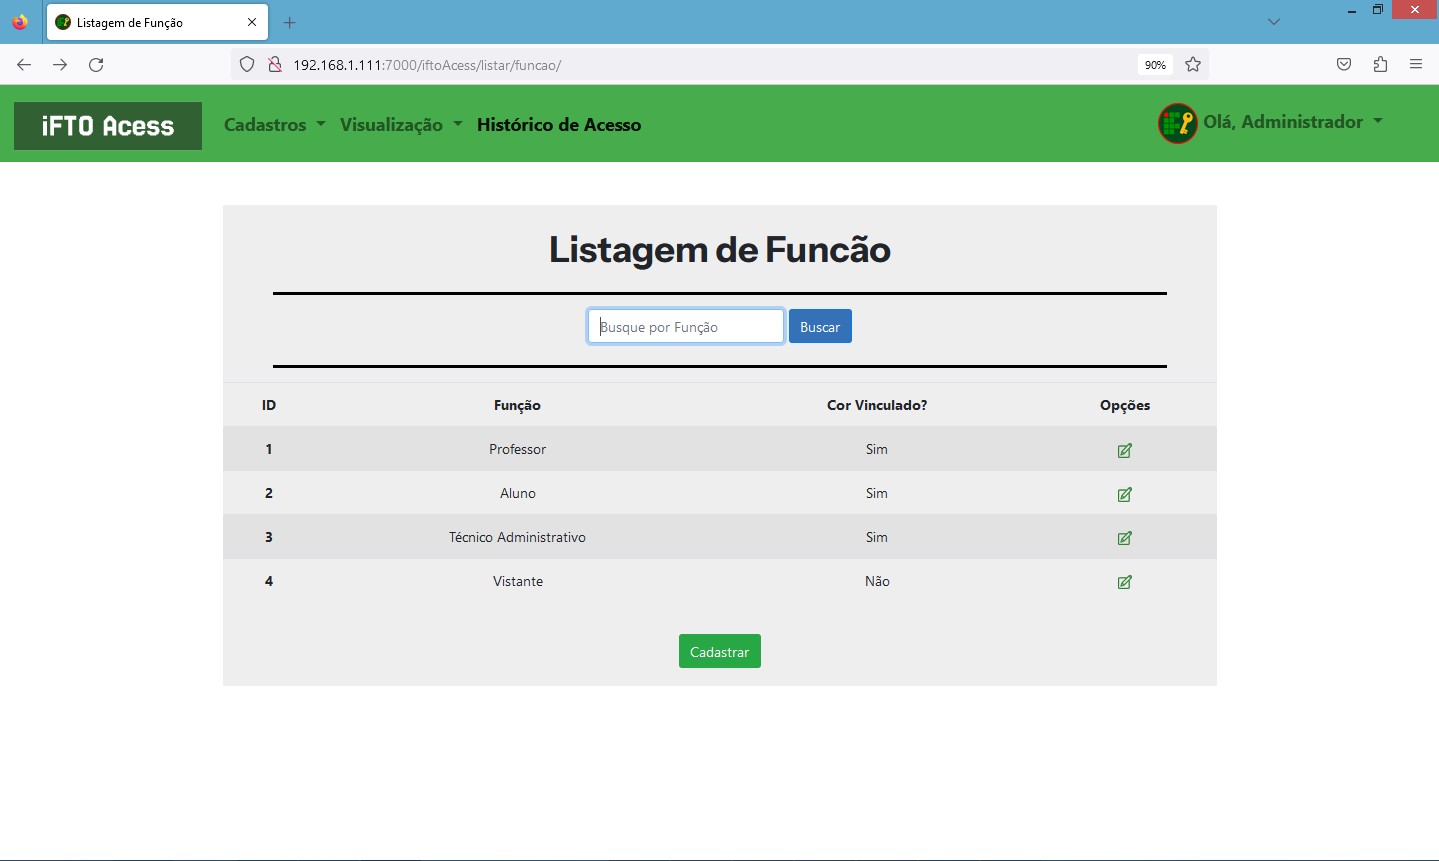 Listagem de Função
192.168.1.111:7000/iftoAcess/listar/funcao/
90%
iFTO Acess
Cadastros
Visualização
Histórico de Acesso
Olá, Administrador
Listagem de Funcão
Busque por Função
Buscar
ID Função Cor Vinculado? Opções
1 Professor Sim
2 Aluno Sim
3 Técnico Administrativo Sim
4 Vistante Não
Cadastrar